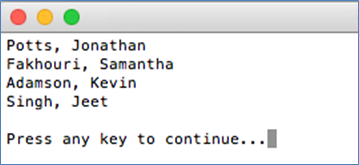 Potts, Jonathan
Fakhouri, Samantha
Adamson, Kevin
Singh, Jeet
Press any key to continue...